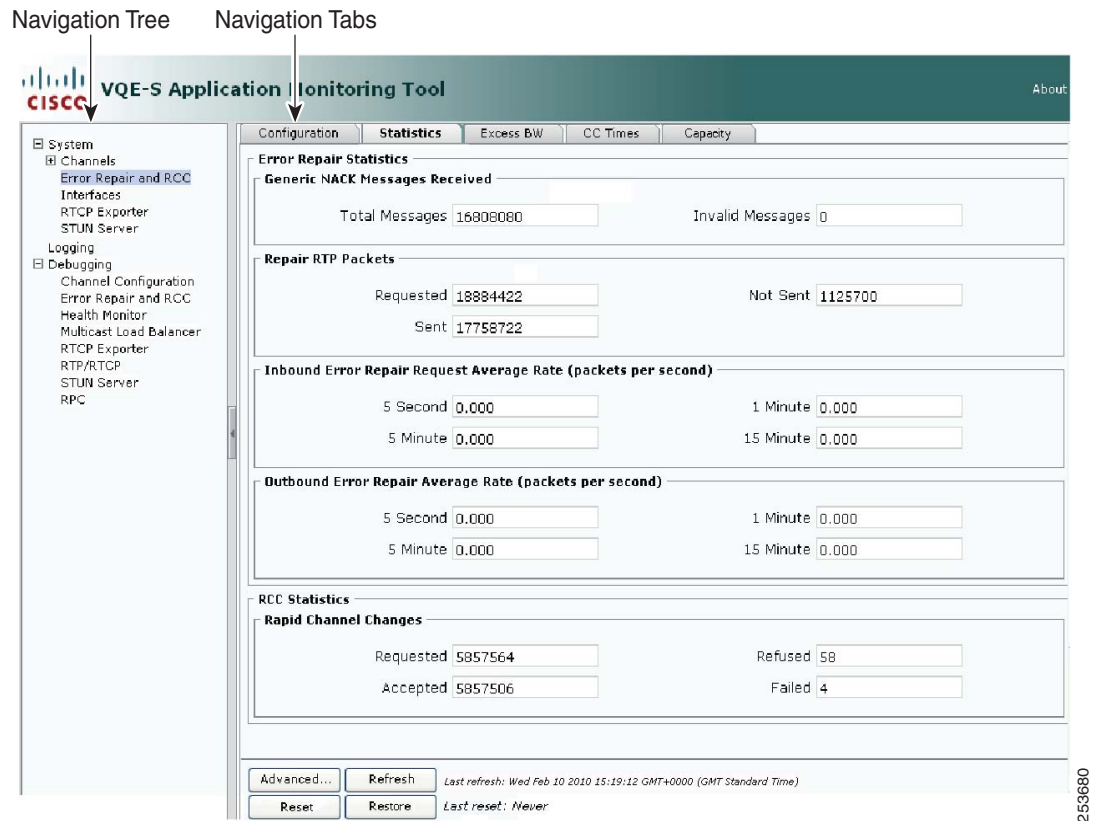 Navigation Tree Navigation Tabs
CISCO VQE-S Application Monitoring Tool About
System
Channels
Error Repair and RCC
Interfaces
RTCP Exporter
STUN Server
Logging
Debugging
Channel Configuration
Error Repair and RCC
Health Monitor
Multicast Load Balancer
RTCP Exporter
RTP/RTCP
STUN Server
RPC
Configuration Statistics Excess BW CC Times Capacity
Error Repair Statistics
Generic NACK Messages Received
Total Messages 16808080 Invalid Messages 0
Repair RTP Packets
Requested 18884422 Not Sent 1125700
Sent 17758722
Inbound Error Repair Request Average Rate (packets per second)
5 Second 0.000 1 Minute 0.000
5 Minute 0.000 15 Minute 0.000
Outbound Error Repair Average Rate (packets per second)
5 Second 0.000 1 Minute 0.000
5 Minute 0.000 15 Minute 0.000
RCC Statistics
Rapid Channel Changes
Requested 5857564 Refused 58
Accepted 5857506 Failed 4
Advanced... Refresh Last refresh: Wed Feb 10 2010 15:19:12 GMT+0000 (GMT Standard Time)
Reset Restore Last reset: Never
253680